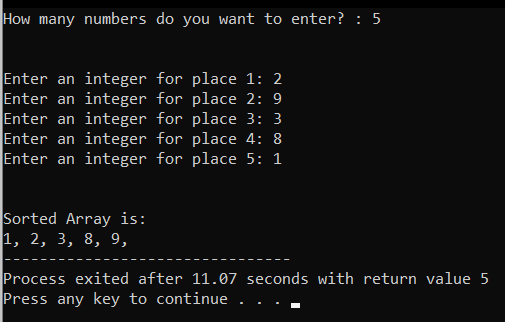 How many numbers do you want to enter? : 5
Enter an integer for place 1: 2
Enter an integer for place 2: 9
Enter an integer for place 3: 3
Enter an integer for place 4: 8
Enter an integer for place 5: 1
Sorted Array is:
1, 2, 3, 8, 9,
--------------------------------
Process exited after 11.07 seconds with return value 5
Press any key to continue . . .